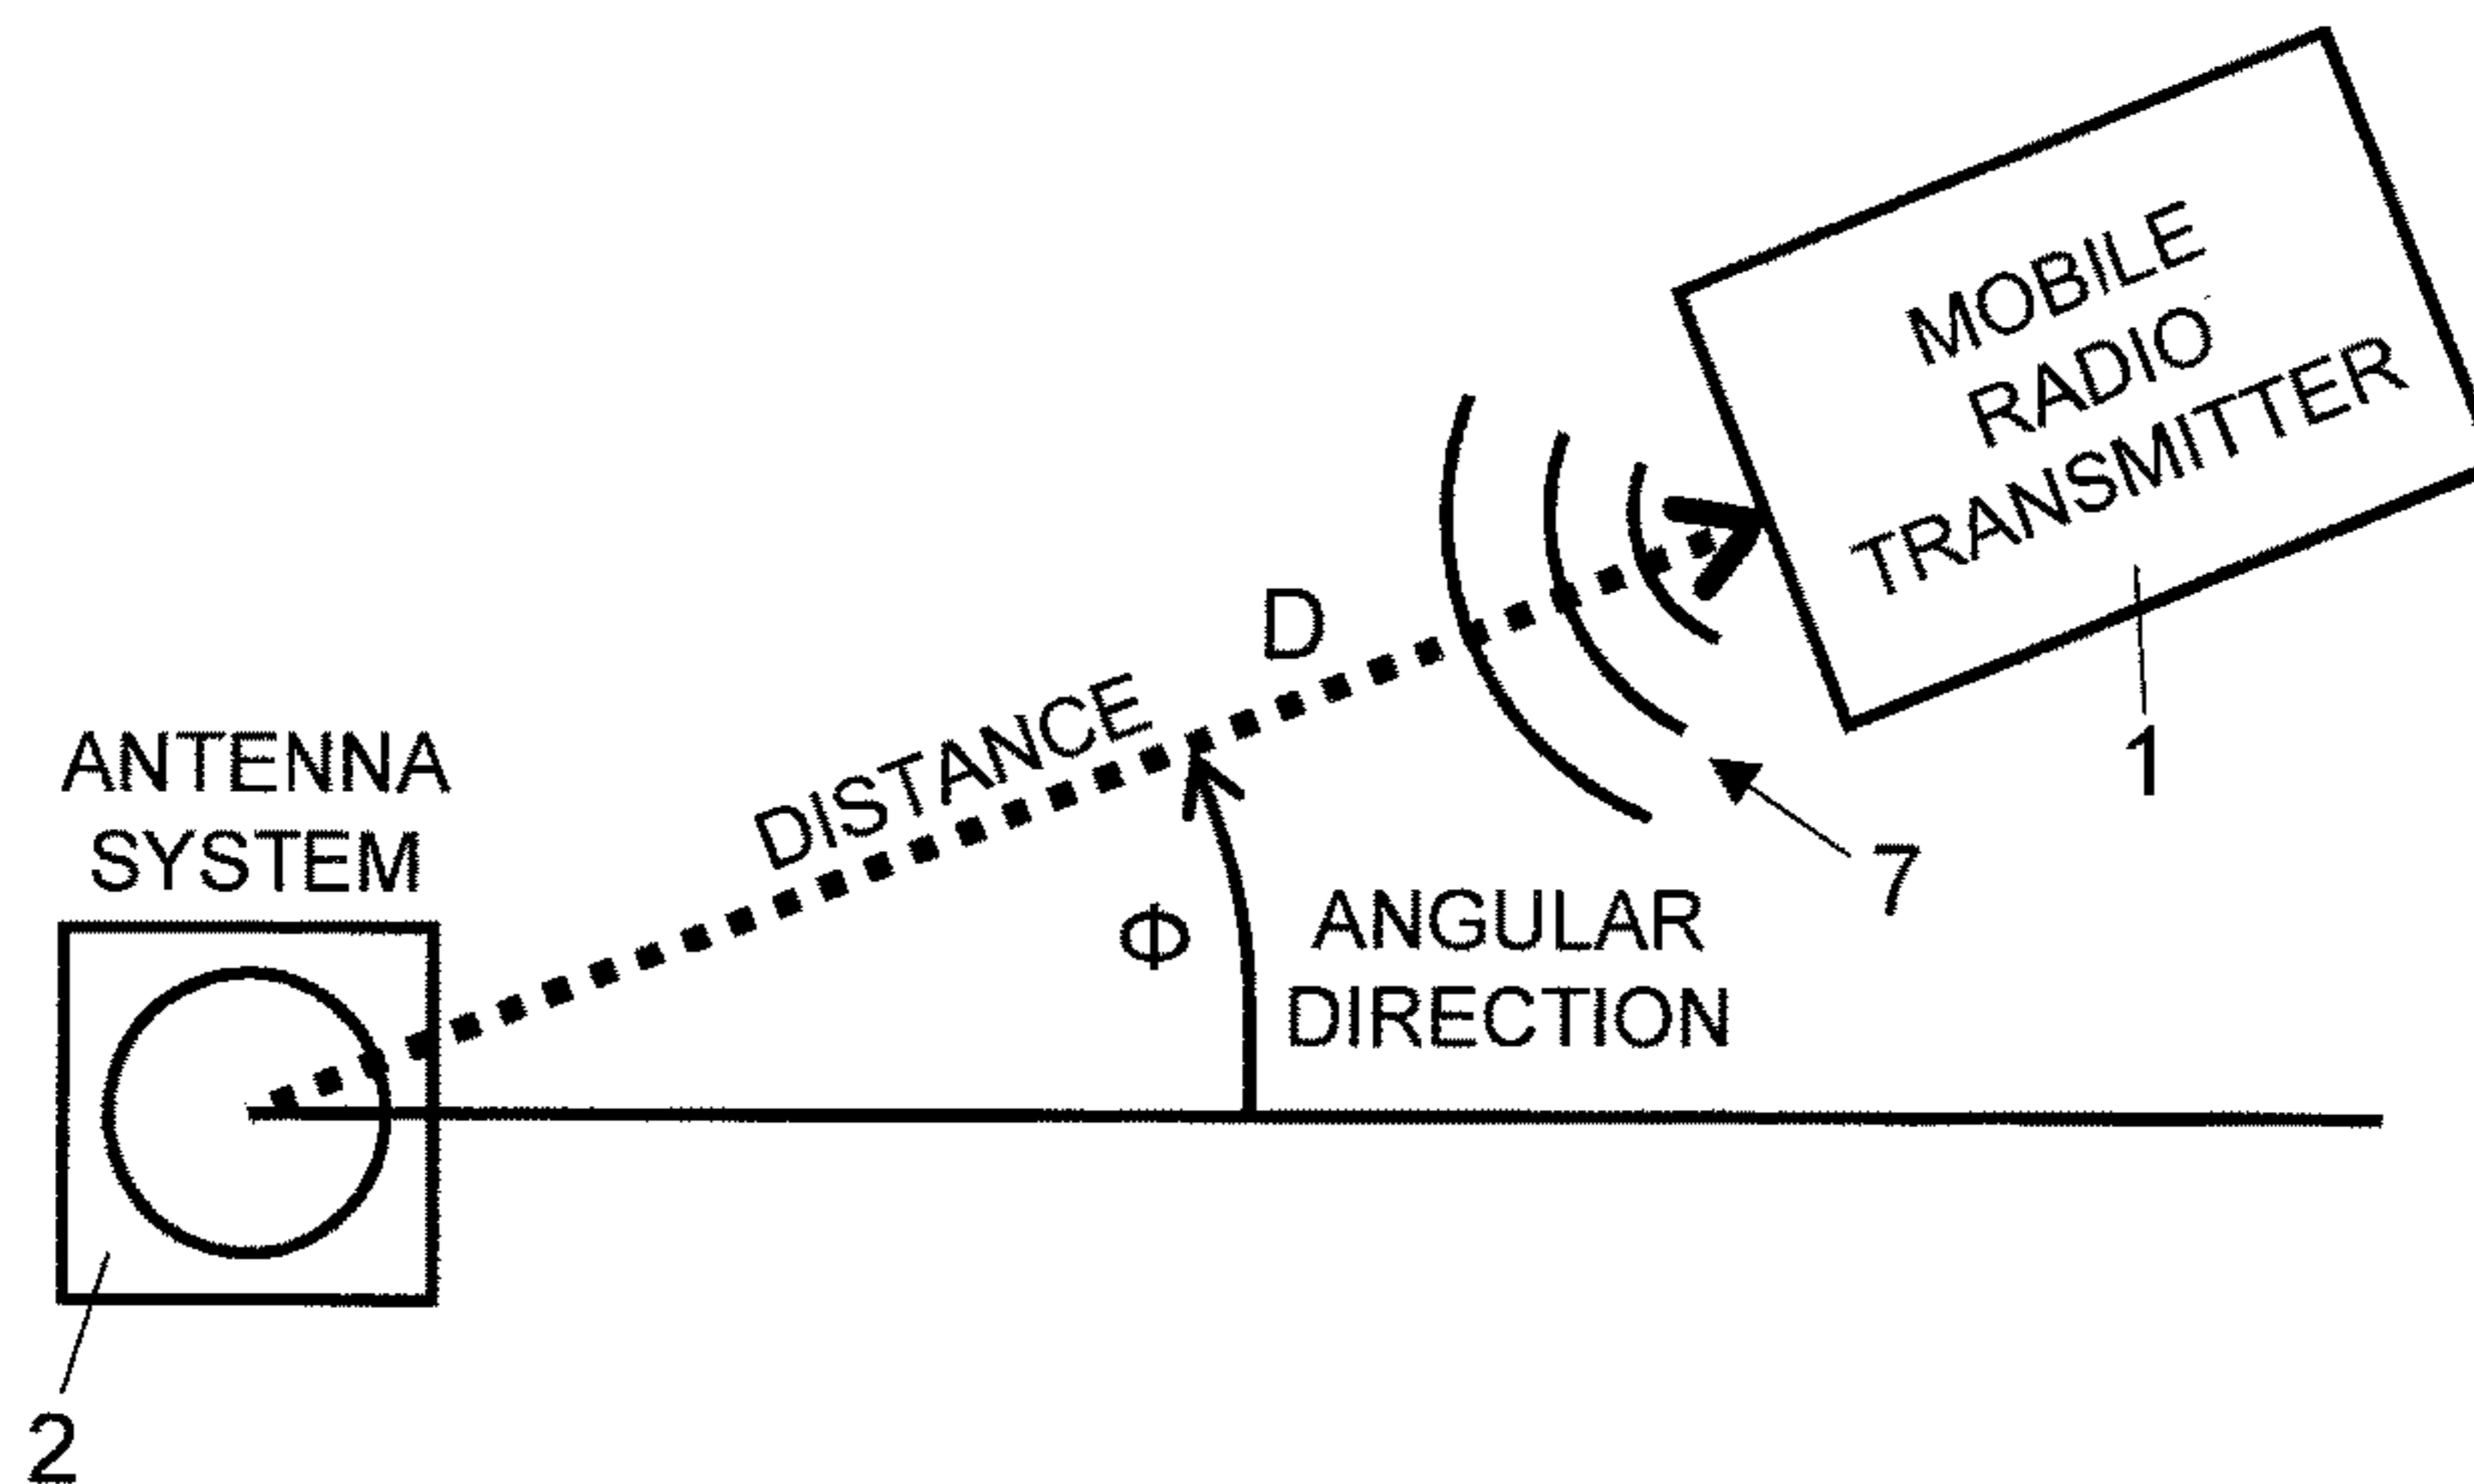 MOBILE
RADIO
TRANSMITTER
D
DISTANCE
1
ANTENNA
SYSTEM
7
Φ
ANGULAR
DIRECTION
2